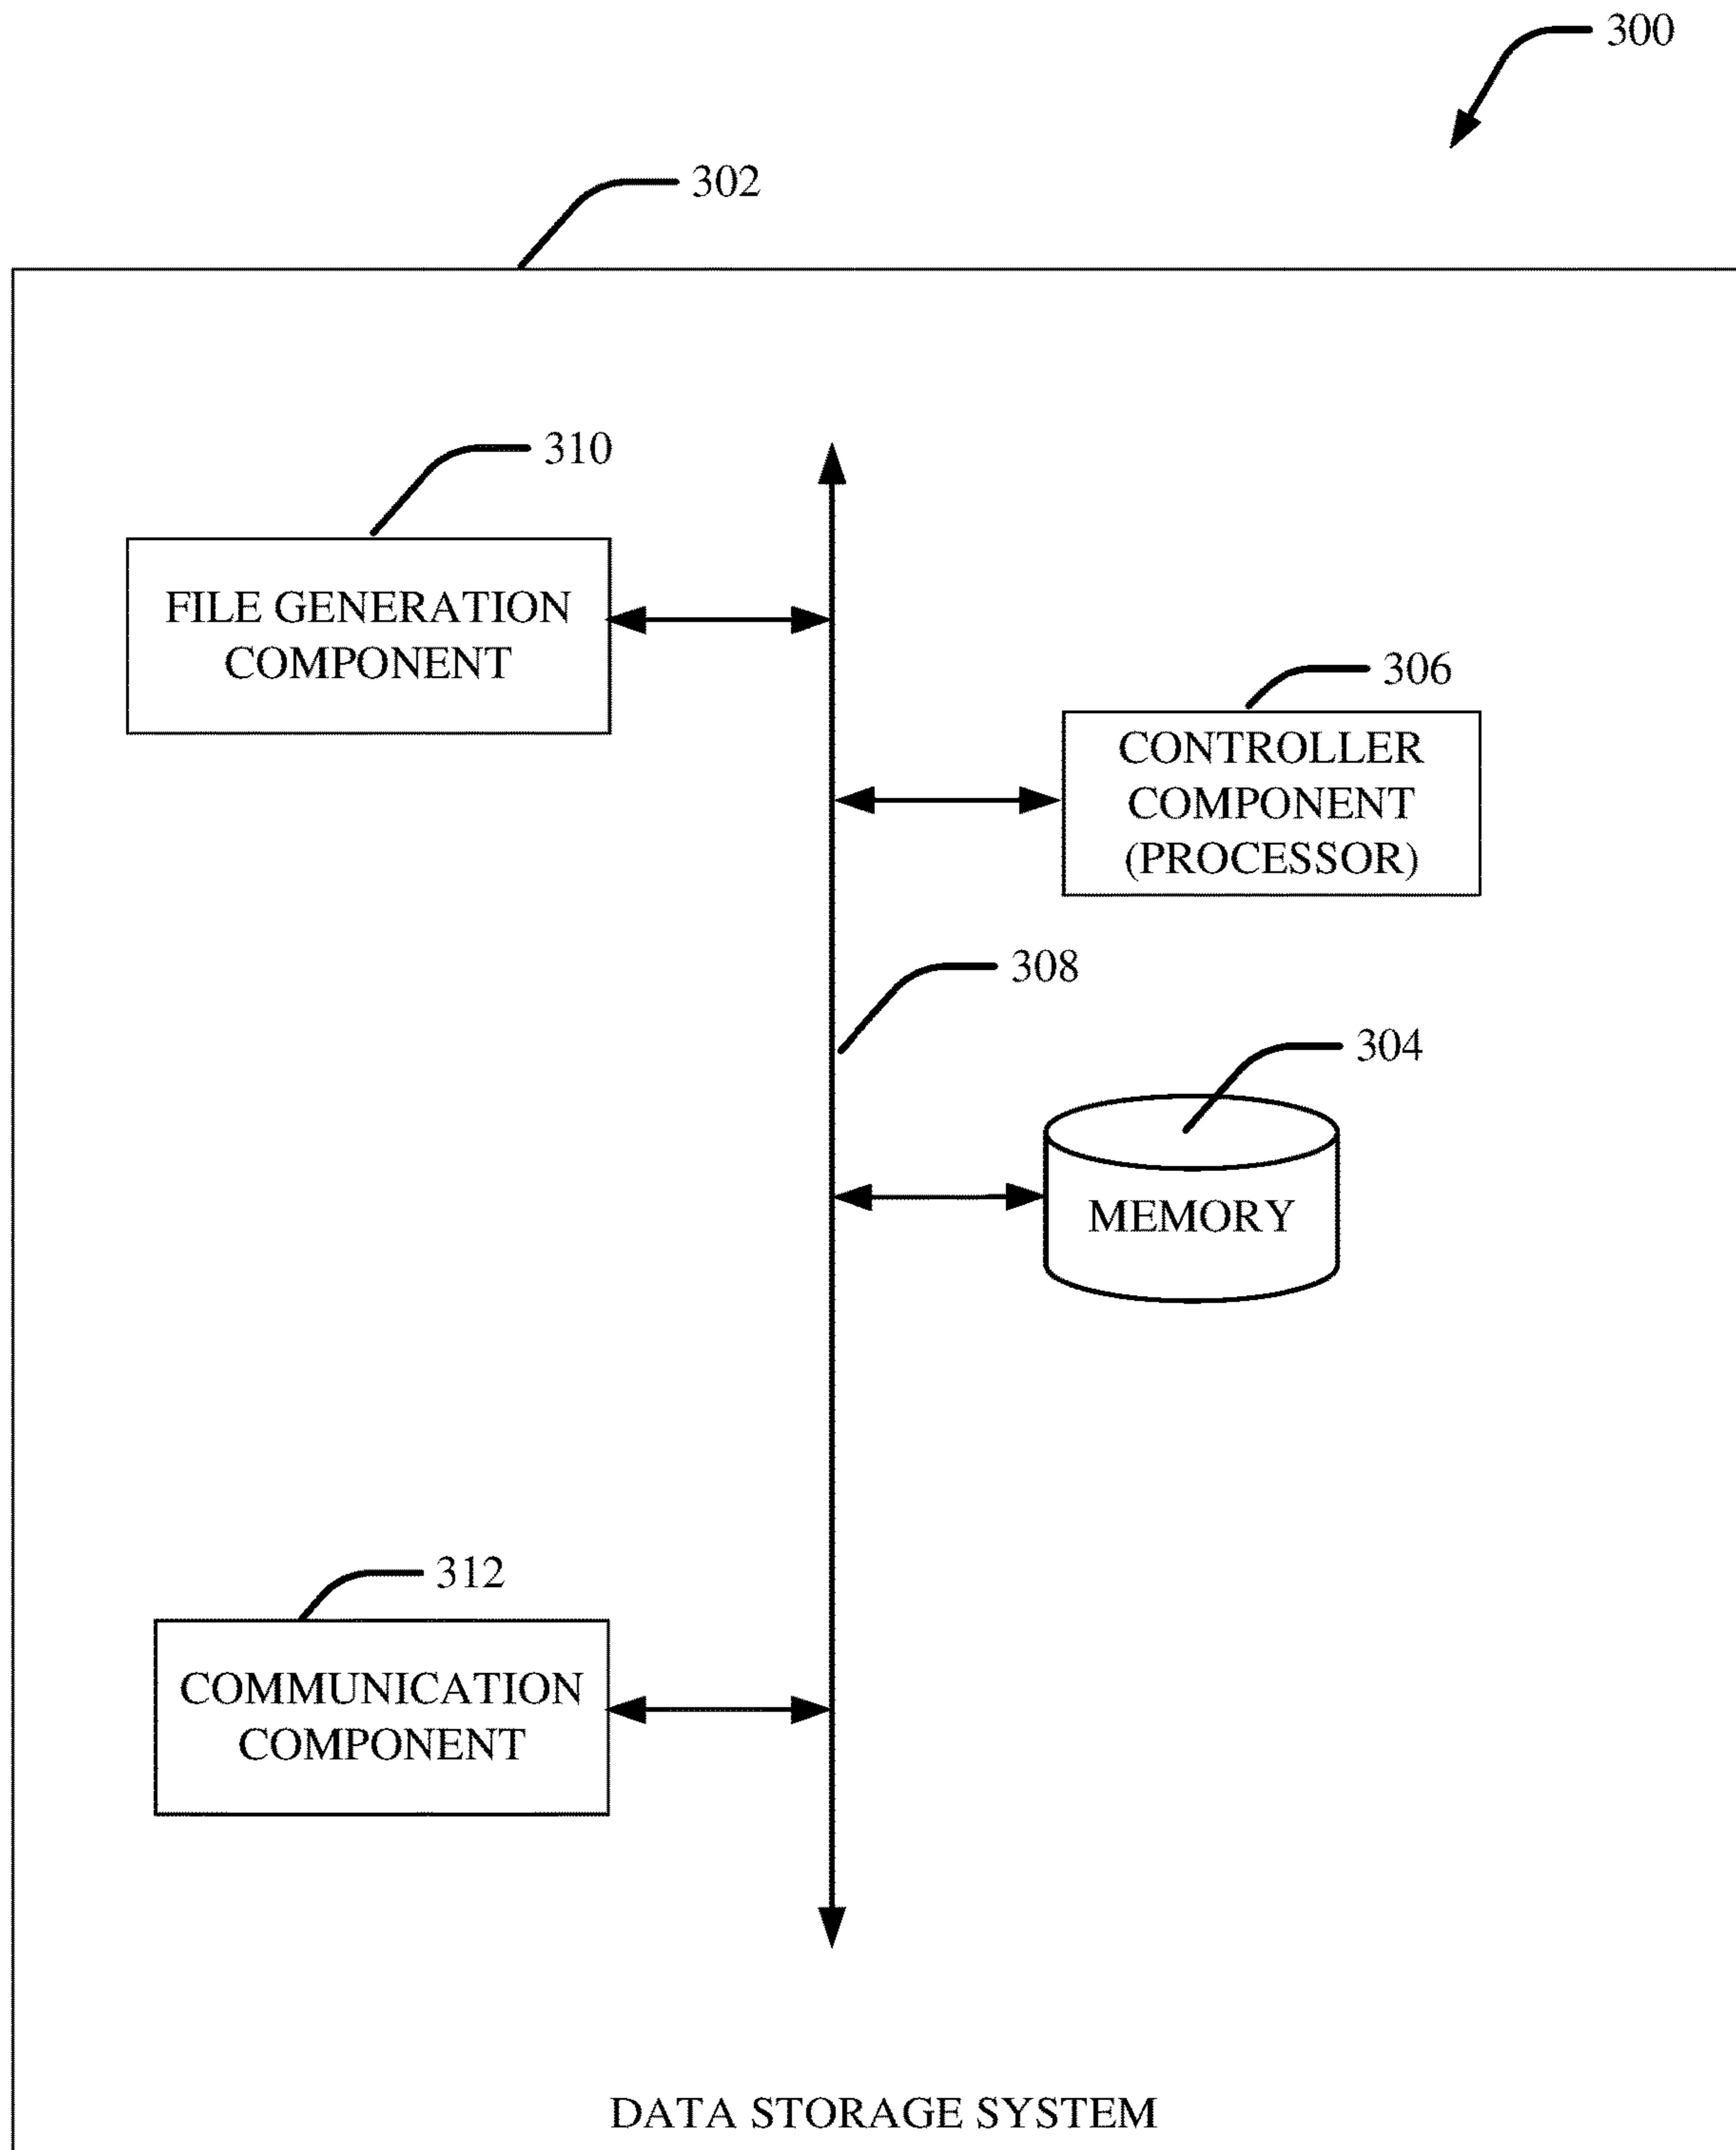 300
302
310
FILE GENERATION
COMPONENT
306
CONTROLLER
COMPONENT
(PROCESSOR)
308
304
MEMORY
312
COMMUNICATION
COMPONENT
DATA STORAGE SYSTEM